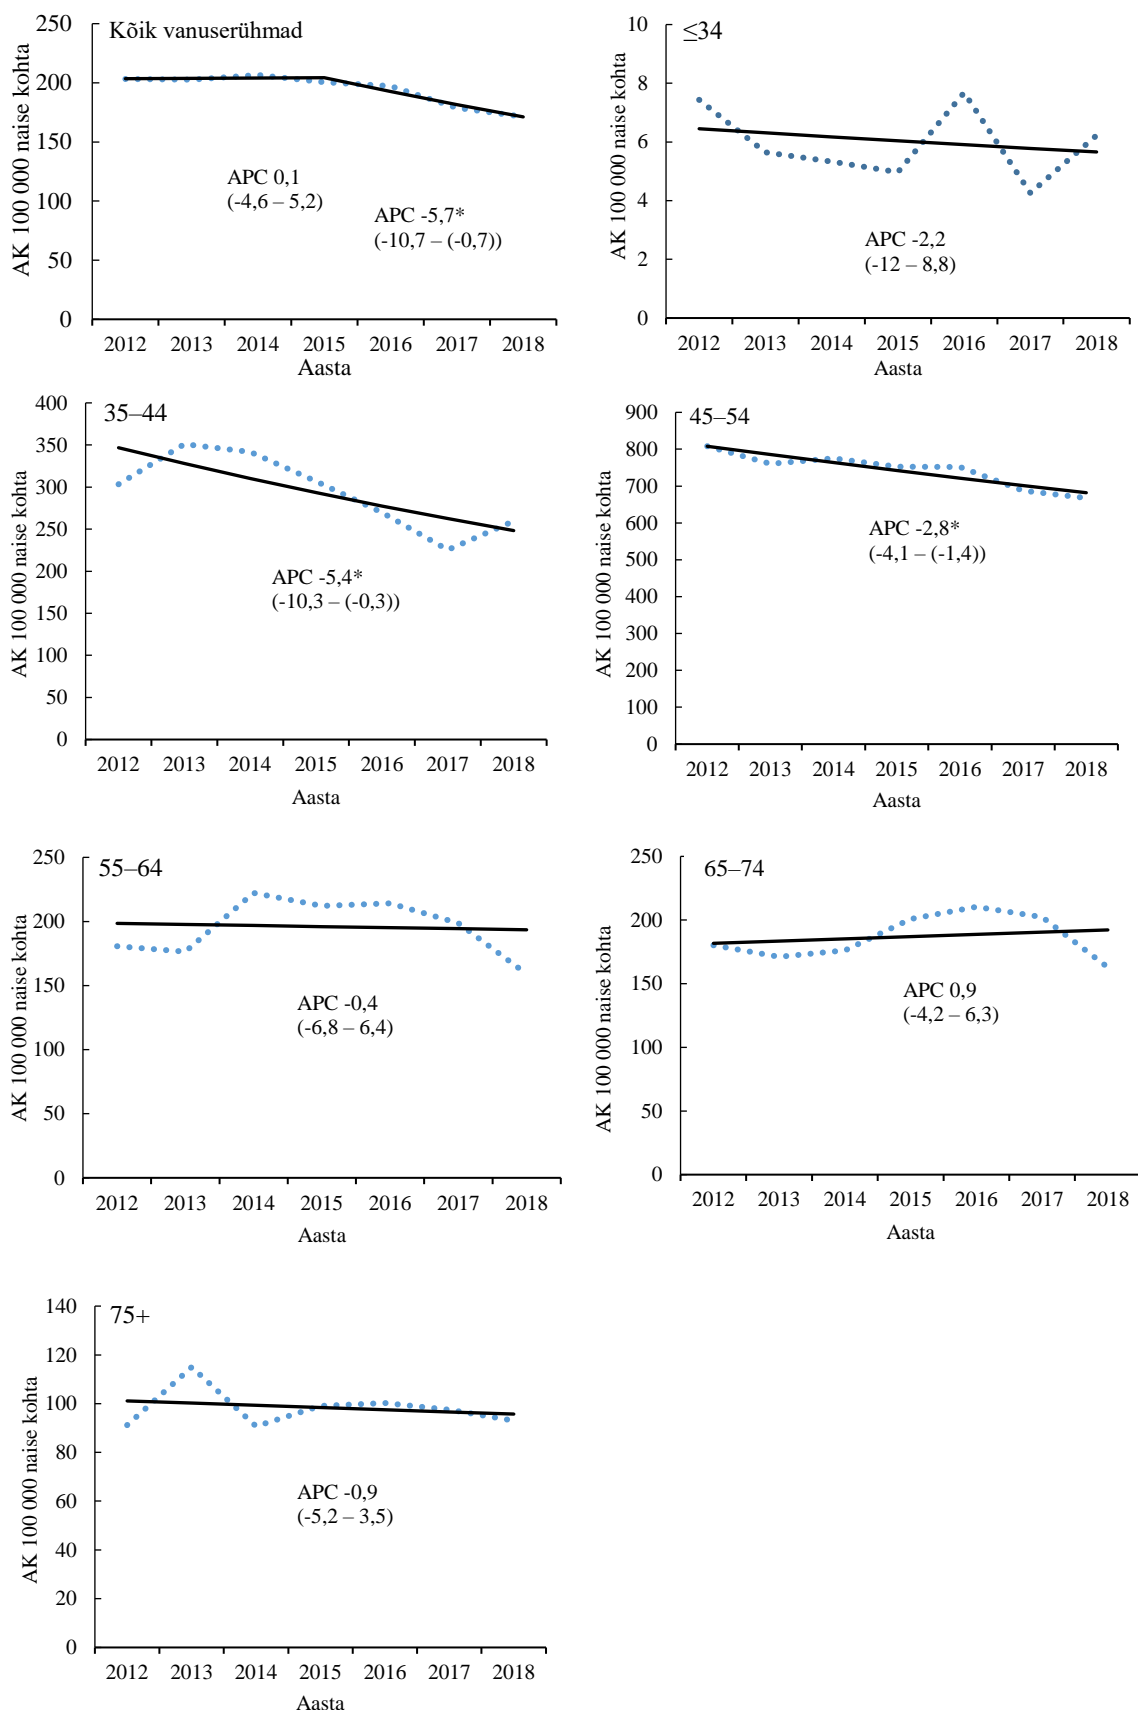 Kõik vanuserühmad
AK 100 000 naise kohta
250
200
150
100
50
0
APC 0,1
(-4,6 – 5,2)
APC -5,7*
(-10,7 – (-0,7))
2012 2013 2014 2015 2016 2017 2018
Aasta
≤34
AK 100 000 naise kohta
10
8
6
4
2
0
APC -2,2
(-12 – 8,8)
2012 2013 2014 2015 2016 2017 2018
Aasta
35–44
AK 100 000 naise kohta
400
350
300
250
200
150
100
50
0
APC -5,4*
(-10,3 – (-0,3))
2012 2013 2014 2015 2016 2017 2018
Aasta
45–54
AK 100 000 naise kohta
900
800
700
600
500
400
300
200
100
0
APC -2,8*
(-4,1 – (-1,4))
2012 2013 2014 2015 2016 2017 2018
Aasta
55–64
AK 100 000 naise kohta
250
200
150
100
50
0
APC -0,4
(-6,8 – 6,4)
2012 2013 2014 2015 2016 2017 2018
Aasta
65–74
AK 100 000 naise kohta
250
200
150
100
50
0
APC 0,9
(-4,2 – 6,3)
2012 2013 2014 2015 2016 2017 2018
Aasta
75+
AK 100 000 naise kohta
140
120
100
80
60
40
20
0
APC -0,9
(-5,2 – 3,5)
2012 2013 2014 2015 2016 2017 2018
Aasta